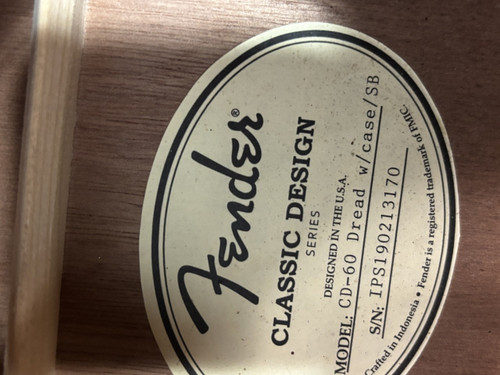 Fender®
CLASSIC DESIGN
SERIES
DESIGNED IN THE U.S.A.
MODEL: CD-60 Dread w/case/SB
S/N: IPS190213170
Crafted in Indonesia • Fender is a registered trademark of FMIC.